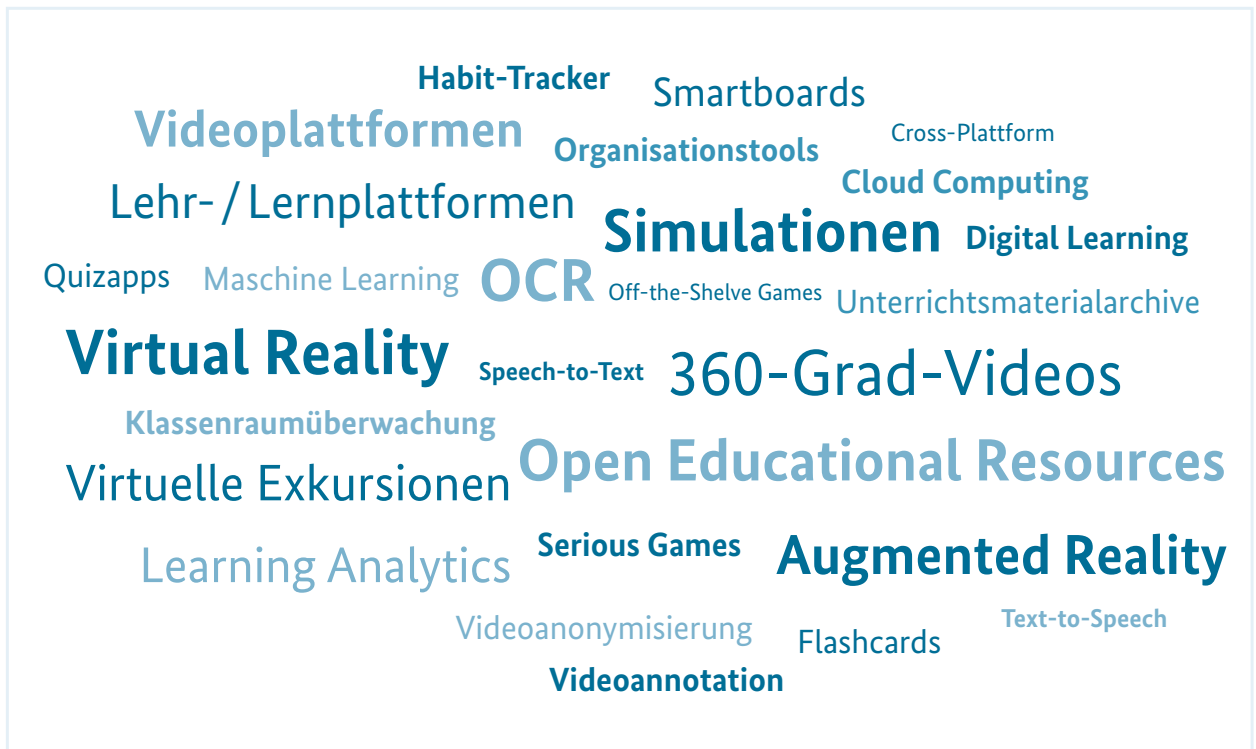 Habit-Tracker
Smartboards
Videoplattformen
Organisationstools
Cross-Plattform
Cloud Computing
Lehr- / Lernplattformen
Simulationen
Digital Learning
Quizapps
Maschine Learning
OCR
Off-the-Shelve Games
Unterrichtsmaterialarchive
Virtual Reality
Speech-to-Text
360-Grad-Videos
Klassenraumüberwachung
Open Educational Resources
Virtuelle Exkursionen
Serious Games
Augmented Reality
Learning Analytics
Videoanonymisierung
Flashcards
Text-to-Speech
Videoannotation